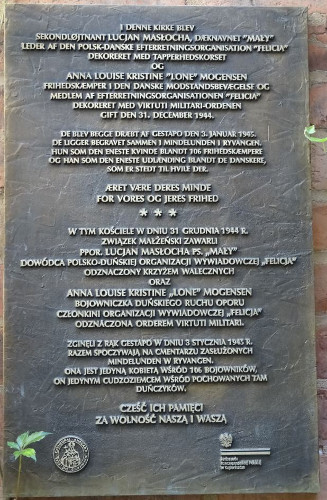 I DENNE KIRKE BLEV
SEKONDLØJTNANT LUCJAN MASŁOCHA, DÆKNAVNET "MAŁY"
LEDER AF DEN POLSK-DANSKE EFTERRETNINGSORGANISATION "FELICJA"
DEKORERET MED TAPPERHEDSKORSET
OG
ANNA LOUISE KRISTINE "LONE" MOGENSEN
FRIHEDSKÆMPER I DEN DANSKE MODSTANDSBEVÆGELSE OG
MEDLEM AF EFTERRETNINGSORGANISATIONEN "FELICJA"
DEKORERET MED VIRTUTI MILITARI-ORDENEN
GIFT DEN 31. DECEMBER 1944.
DE BLEV BEGGE DRÆBT AF GESTAPO DEN 3. JANUAR 1945.
DE LIGGER BEGRAVET SAMMEN I MINDELUNDEN I RYVANGEN.
HUN SOM DEN ENESTE KVINDE BLANDT 106 FRIHEDSKÆMPERE
OG HAN SOM DEN ENESTE UDLÆNDING BLANDT DE DANSKERE,
SOM ER STEDT TIL HVILE DER.
ÆRET VÆRE DERES MINDE
FOR VORES OG JERES FRIHED
* * *
W TYM KOŚCIELE W DNIU 31 GRUDNIA 1944 R.
ZWIĄZEK MAŁŻEŃSKI ZAWARLI
PPOR. LUCJAN MASŁOCHA PS. „MAŁY”
DOWÓDCA POLSKO-DUŃSKIEJ ORGANIZACJI WYWIADOWCZEJ „FELICJA”
ODZNACZONY KRZYŻEM WALECZNYCH
ORAZ
ANNA LOUISE KRISTINE „LONE” MOGENSEN
BOJOWNICZKA DUŃSKIEGO RUCHU OPORU
CZŁONKINI ORGANIZACJI WYWIADOWCZEJ „FELICJA”
ODZNACZONA ORDEREM VIRTUTI MILITARI.
ZGINĘLI Z RĄK GESTAPO W DNIU 3 STYCZNIA 1945 R.
RAZEM SPOCZYWAJĄ NA CMENTARZU ZASŁUŻONYCH
MINDELUNDEN W RYVANGEN.
ONA JEST JEDYNĄ KOBIETĄ WŚRÓD 106 BOJOWNIKÓW,
ON JEDYNYM CUDZOZIEMCEM WŚRÓD POCHOWANYCH TAM
DUŃCZYKÓW.
CZEŚĆ ICH PAMIĘCI
ZA WOLNOŚĆ NASZĄ I WASZĄ